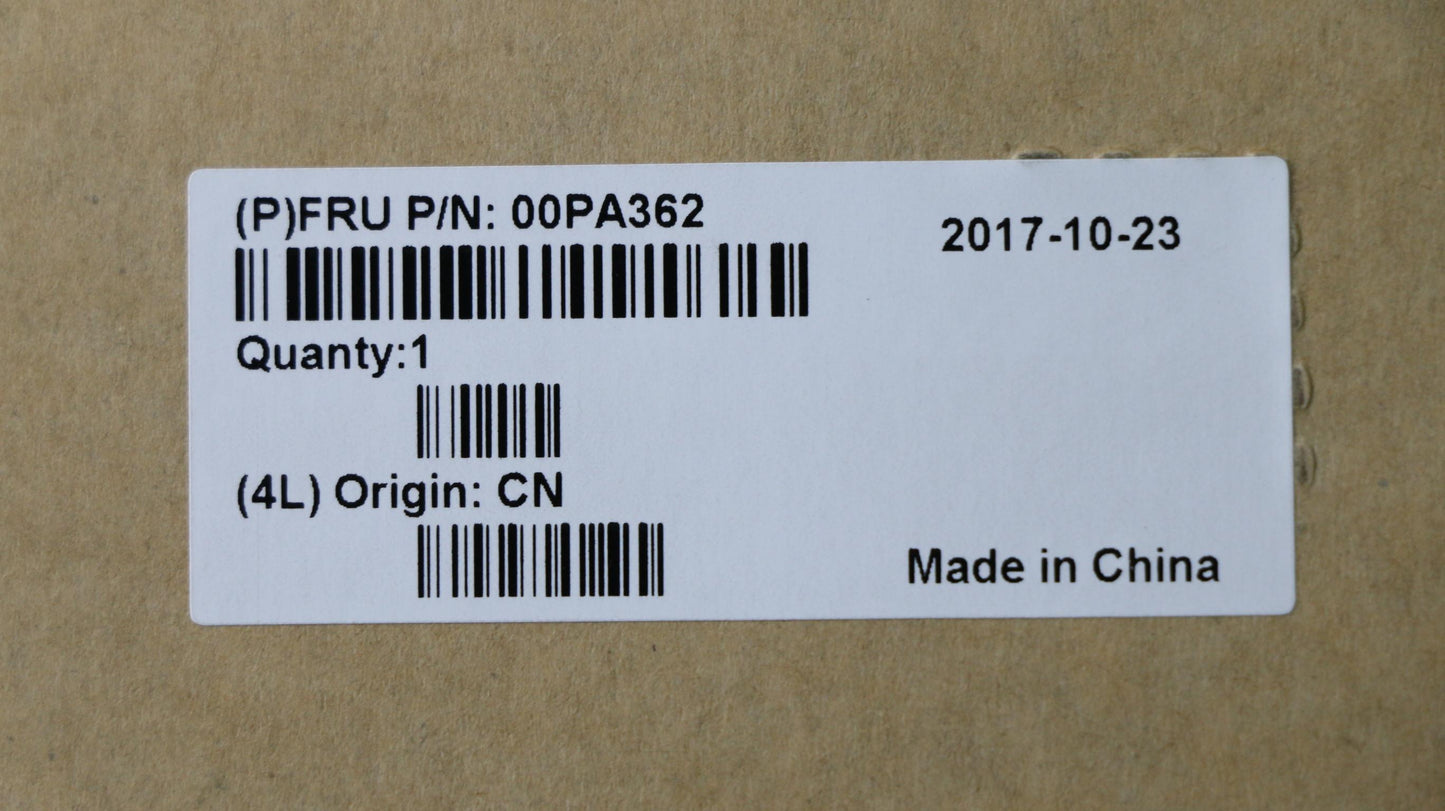 (P)FRU P/N: 00PA362
2017-10-23
Quanty:1
(4L) Origin: CN
Made in China